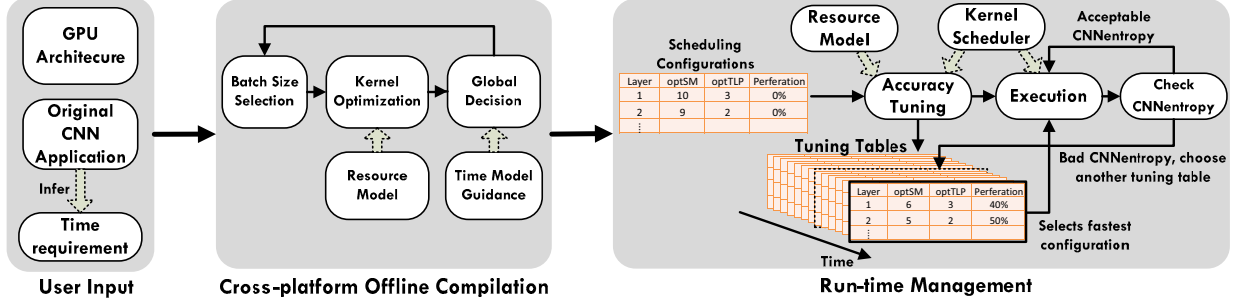 GPU
Architecure
Original
CNN
Application
Infer
Time
requirement
User Input
Batch Size
Selection
Kernel
Optimization
Global
Decision
Resource
Model
Time Model
Guidance
Cross-platform Offline Compilation
Scheduling
Configurations
Layer optSM optTLP Perferation
1 10 3 0%
2 9 2 0%
⋮
Resource
Model
Kernel
Scheduler
Acceptable
CNNentropy
Accuracy
Tuning
Execution
Check
CNNentropy
Tuning Tables
Bad CNNentropy, choose
another tuning table
Layer optSM optTLP Perferation
1 6 3 40%
2 5 2 50%
⋮
Selects fastest
configuration
Time
Run-time Management